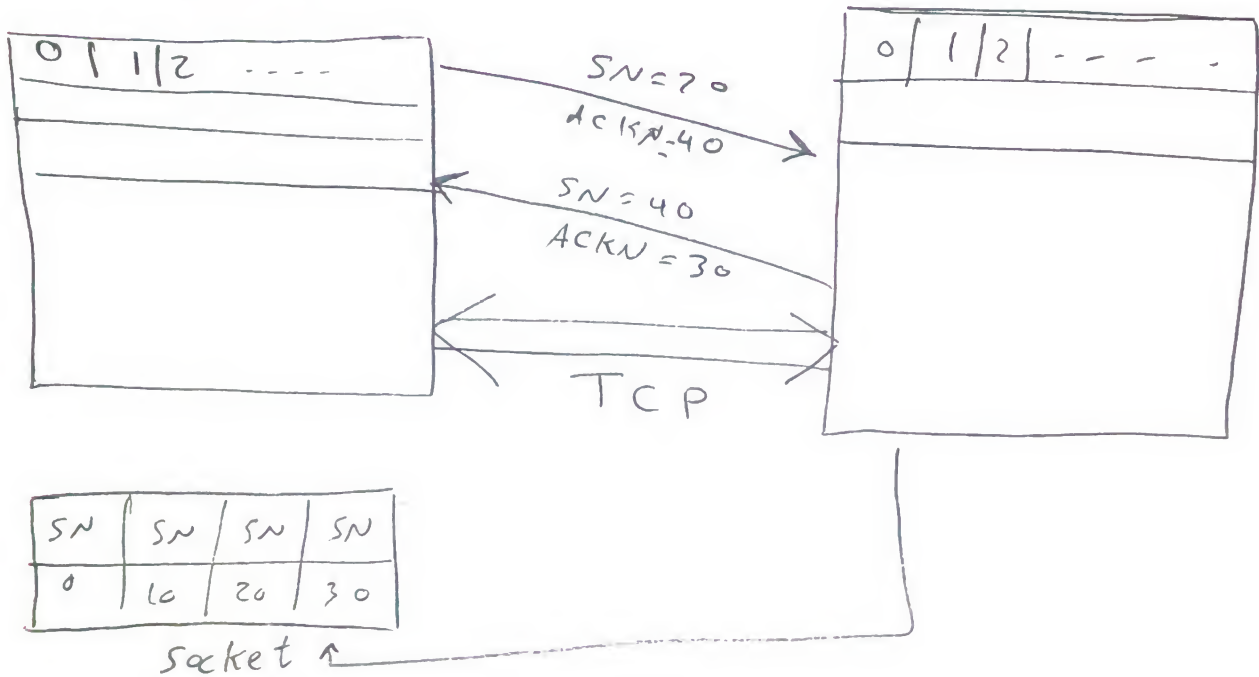 0 | 1 | 2 ....
0 | 1 | 2 | - - - .
SN=20
ACKN=40
SN=40
ACKN=30
TCP
SN | SN | SN | SN
0 | 10 | 20 | 30
socket